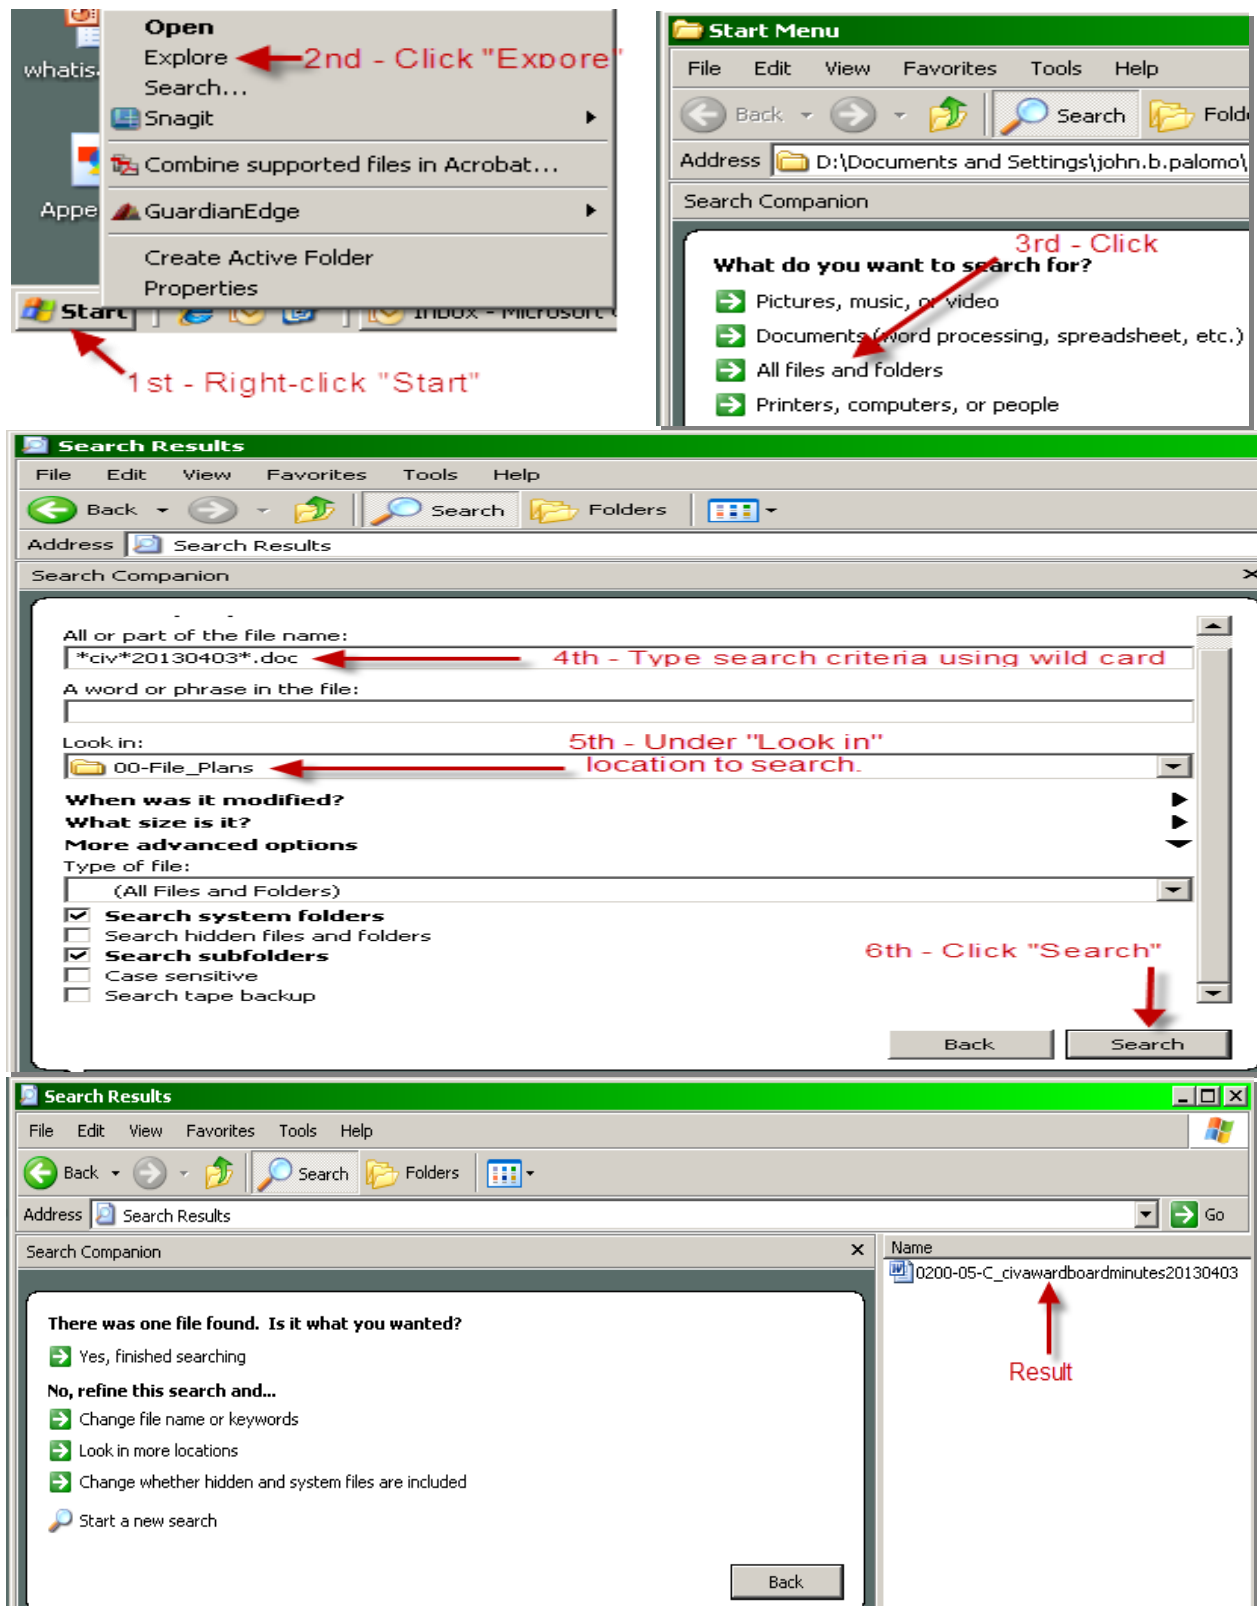 Open
Explore
2nd - Click "Expore"
whatis.
Search...
Snagit
Combine supported files in Acrobat...
Appe
GuardianEdge
Create Active Folder
Properties
Start
Inbox - Microsoft
1st - Right-click "Start"
Start Menu
File Edit View Favorites Tools Help
Back Search Fold
Address D:\Documents and Settings\john.b.palomo\
Search Companion
3rd - Click
What do you want to search for?
Pictures, music, or video
Documents (word processing, spreadsheet, etc.)
All files and folders
Printers, computers, or people
Search Results
File Edit View Favorites Tools Help
Back Search Folders
Address Search Results
Search Companion
All or part of the file name:
*civ*20130403*.doc
4th - Type search criteria using wild card
A word or phrase in the file:
Look in:
5th - Under "Look in"
location to search.
00-File_Plans
When was it modified?
What size is it?
More advanced options
Type of file:
(All Files and Folders)
Search system folders
Search hidden files and folders
Search subfolders
Case sensitive
Search tape backup
6th - Click "Search"
Back Search
Search Results
File Edit View Favorites Tools Help
Back Search Folders
Address Search Results Go
Search Companion
Name
0200-05-C_civawardboardminutes20130403
Result
There was one file found. Is it what you wanted?
Yes, finished searching
No, refine this search and...
Change file name or keywords
Look in more locations
Change whether hidden and system files are included
Start a new search
Back